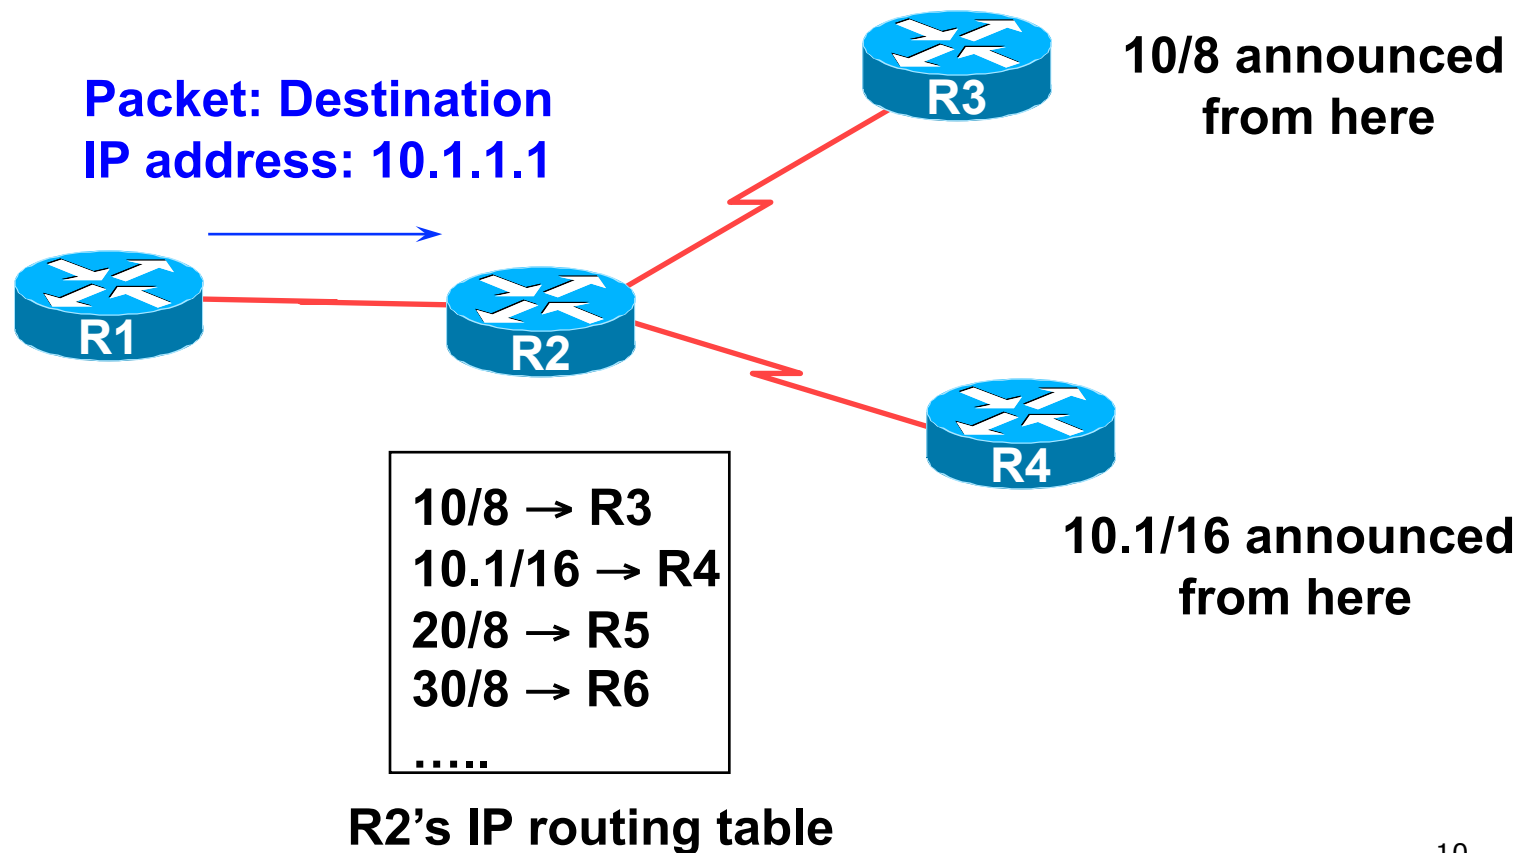 Packet: Destination
IP address: 10.1.1.1
R3
10/8 announced
from here
R1
R2
R4
10.1/16 announced
from here
10/8 → R3
10.1/16 → R4
20/8 → R5
30/8 → R6
…..
R2’s IP routing table